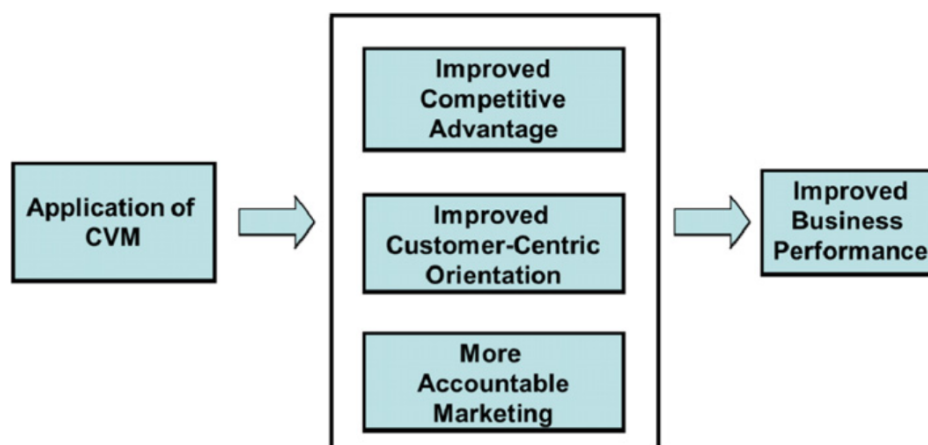 Application of
CVM
Improved
Competitive
Advantage
Improved
Customer-Centric
Orientation
More
Accountable
Marketing
Improved
Business
Performance